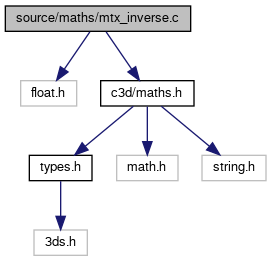 source/maths/mtx_inverse.c
float.h
c3d/maths.h
types.h
math.h
string.h
3ds.h